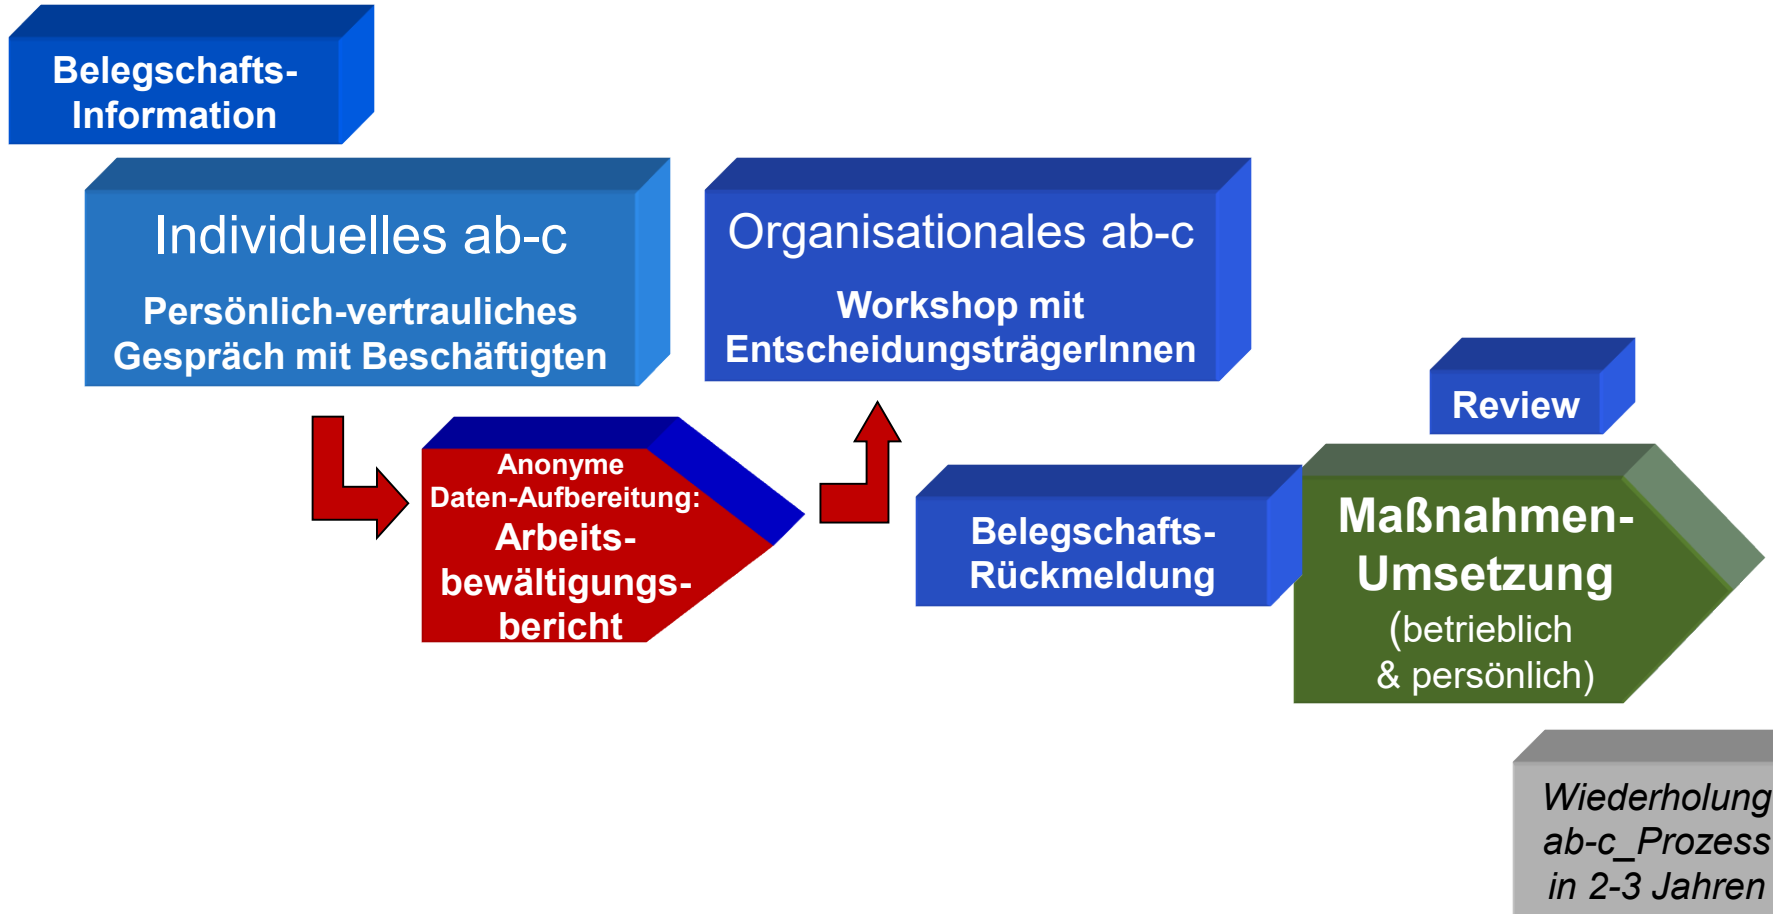 Belegschafts-
Information
Individuelles ab-c
Persönlich-vertrauliches
Gespräch mit Beschäftigten
Organisationales ab-c
Workshop mit
EntscheidungsträgerInnen
Anonyme
Daten-Aufbereitung:
Arbeits-
bewältigungs-
bericht
Belegschafts-
Rückmeldung
Review
Maßnahmen-
Umsetzung
(betrieblich
& persönlich)
Wiederholung
ab-c_Prozess
in 2-3 Jahren